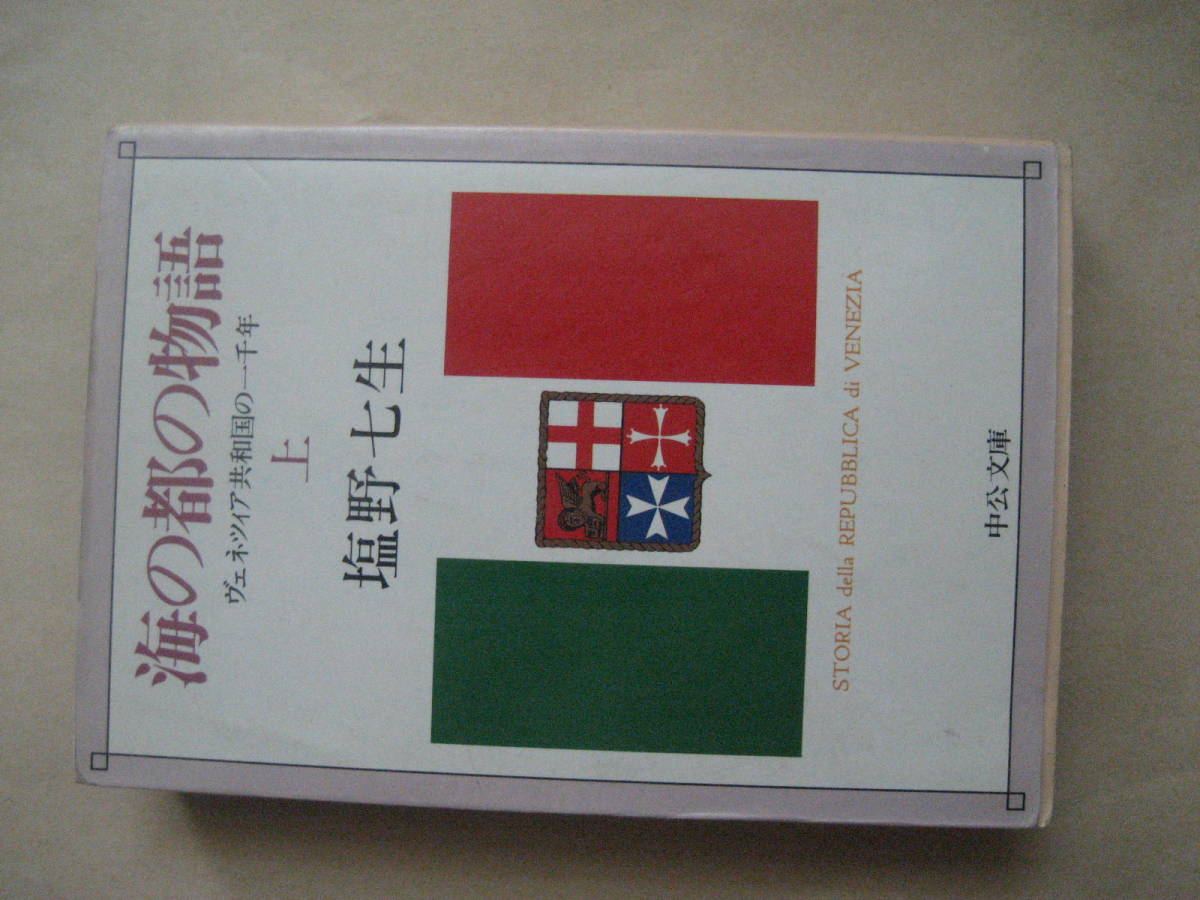 海の都の物語
ヴェネツィア共和国の一千年
上
塩野七生
STORIA della REPUBBLICA di VENEZIA
中公文庫